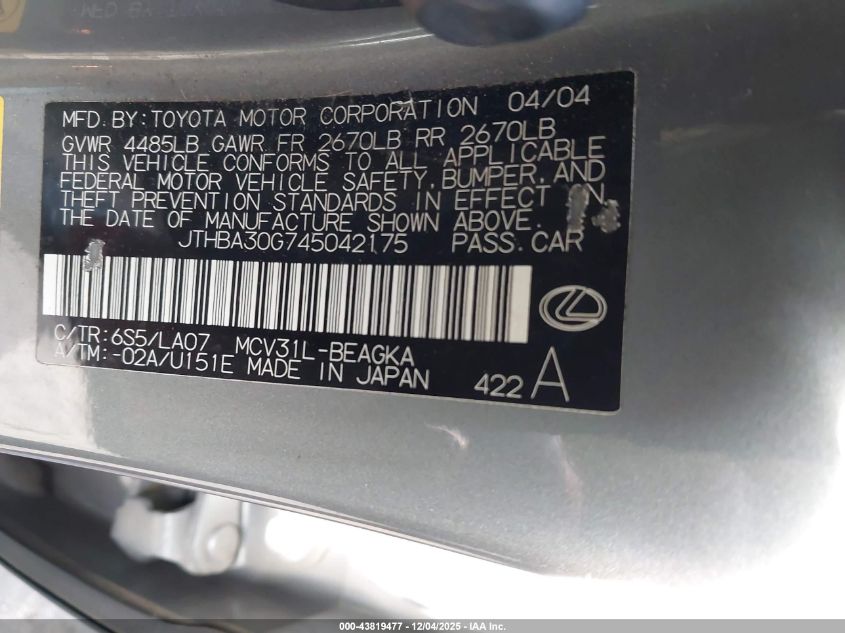 MFD. BY: TOYOTA MOTOR CORPORATION 04/04
GVWR 4485LB GAWR FR 2670LB RR 2670LB
THIS VEHICLE CONFORMS TO ALL APPLICABLE
FEDERAL MOTOR VEHICLE SAFETY, BUMPER, AND
THEFT PREVENTION STANDARDS IN EFFECT ON
THE DATE OF MANUFACTURE SHOWN ABOVE.
JTHBA30G745042175 PASS. CAR
C/TR: 6S5/LA07 MCV31L-BEAGKA
A/TM: -02A/U151E MADE IN JAPAN
422 A
000-43819477 - 12/04/2025 - IAA Inc.